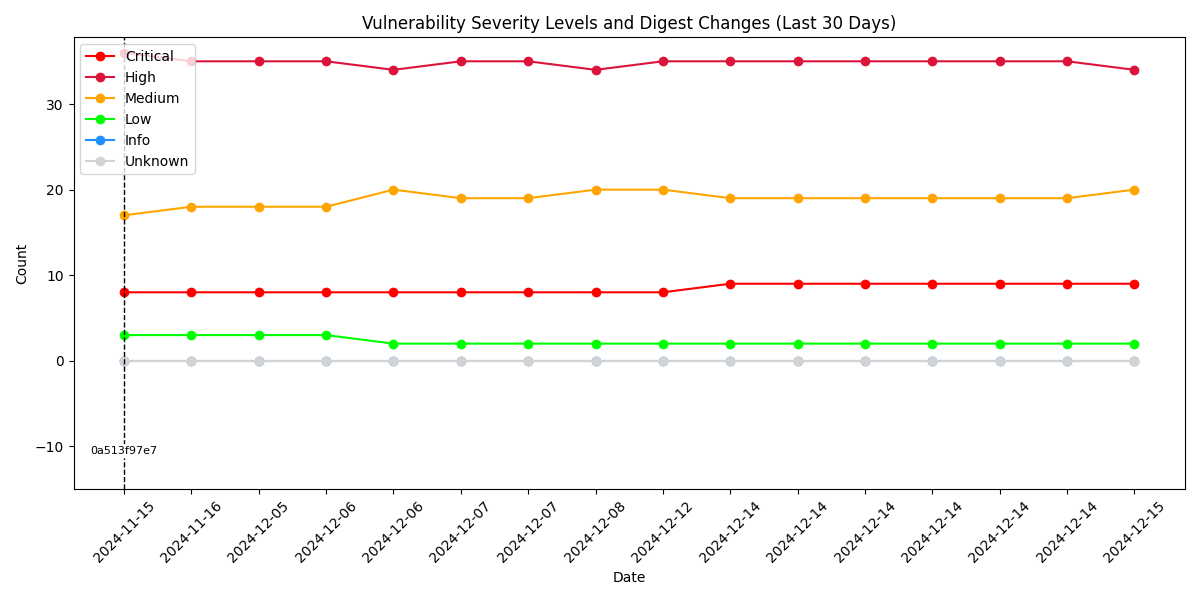 Vulnerability Severity Levels and Digest Changes (Last 30 Days)
Critical
High
Medium
Low
Info
Unknown
Count
30
20
10
0
−10
0a513f97e7
2024-11-15
2024-11-16
2024-12-05
2024-12-06
2024-12-06
2024-12-07
2024-12-07
2024-12-08
2024-12-12
2024-12-14
2024-12-14
2024-12-14
2024-12-14
2024-12-14
2024-12-14
2024-12-15
Date